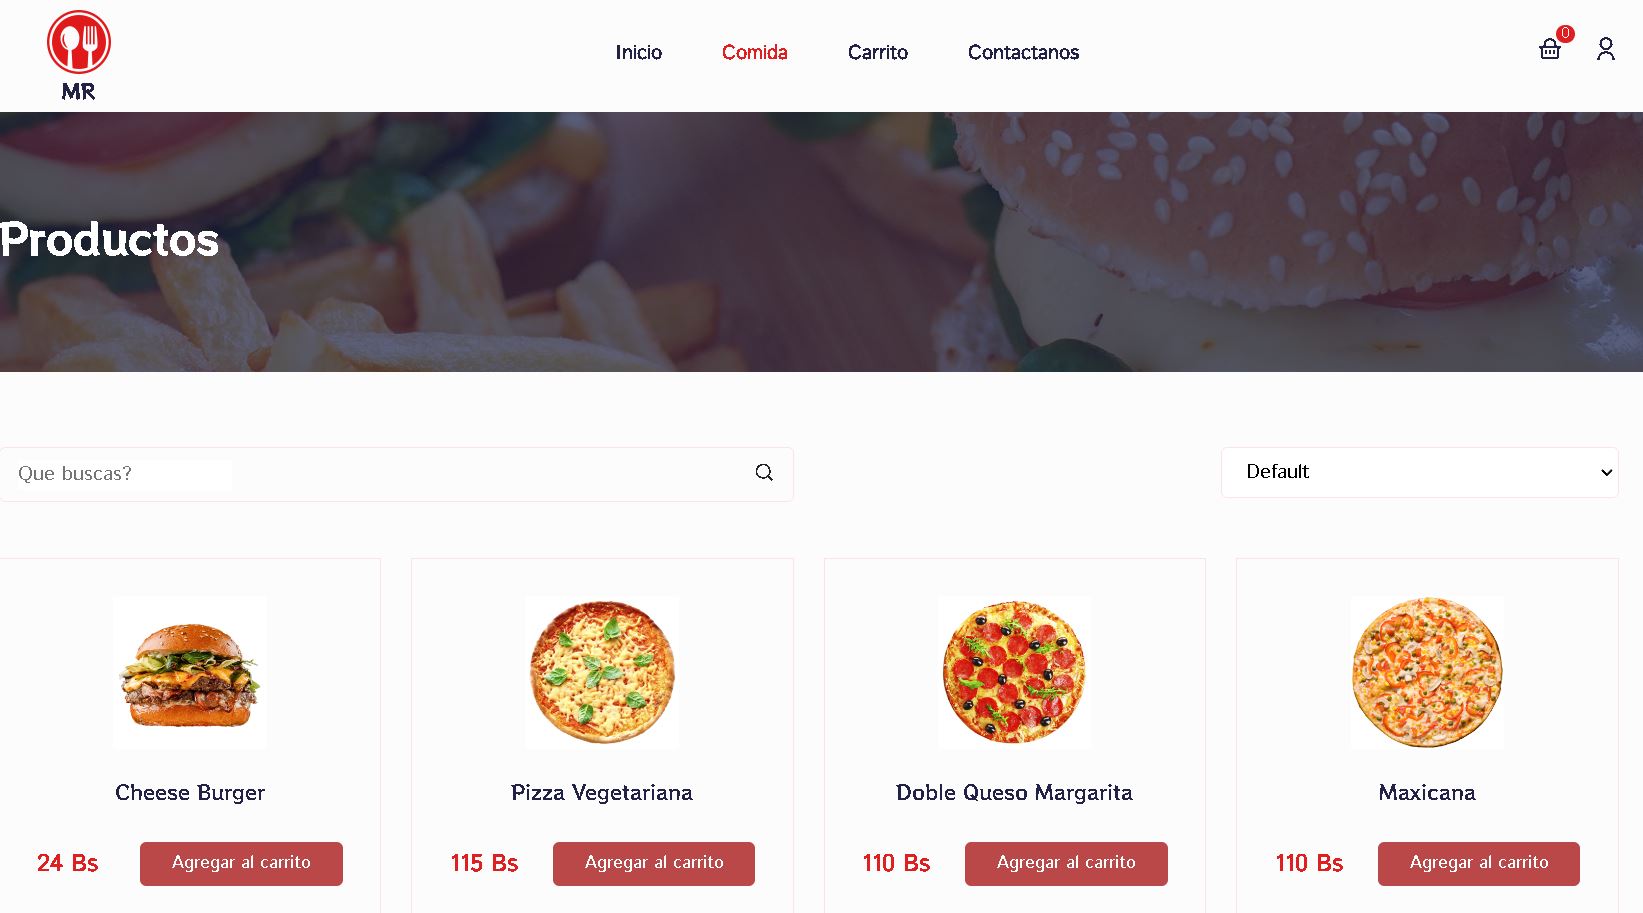 MR
Inicio Comida Carrito Contactanos
0
Productos
Que buscas?
Default
Cheese Burger
24 Bs Agregar al carrito
Pizza Vegetariana
115 Bs Agregar al carrito
Doble Queso Margarita
110 Bs Agregar al carrito
Maxicana
110 Bs Agregar al carrito